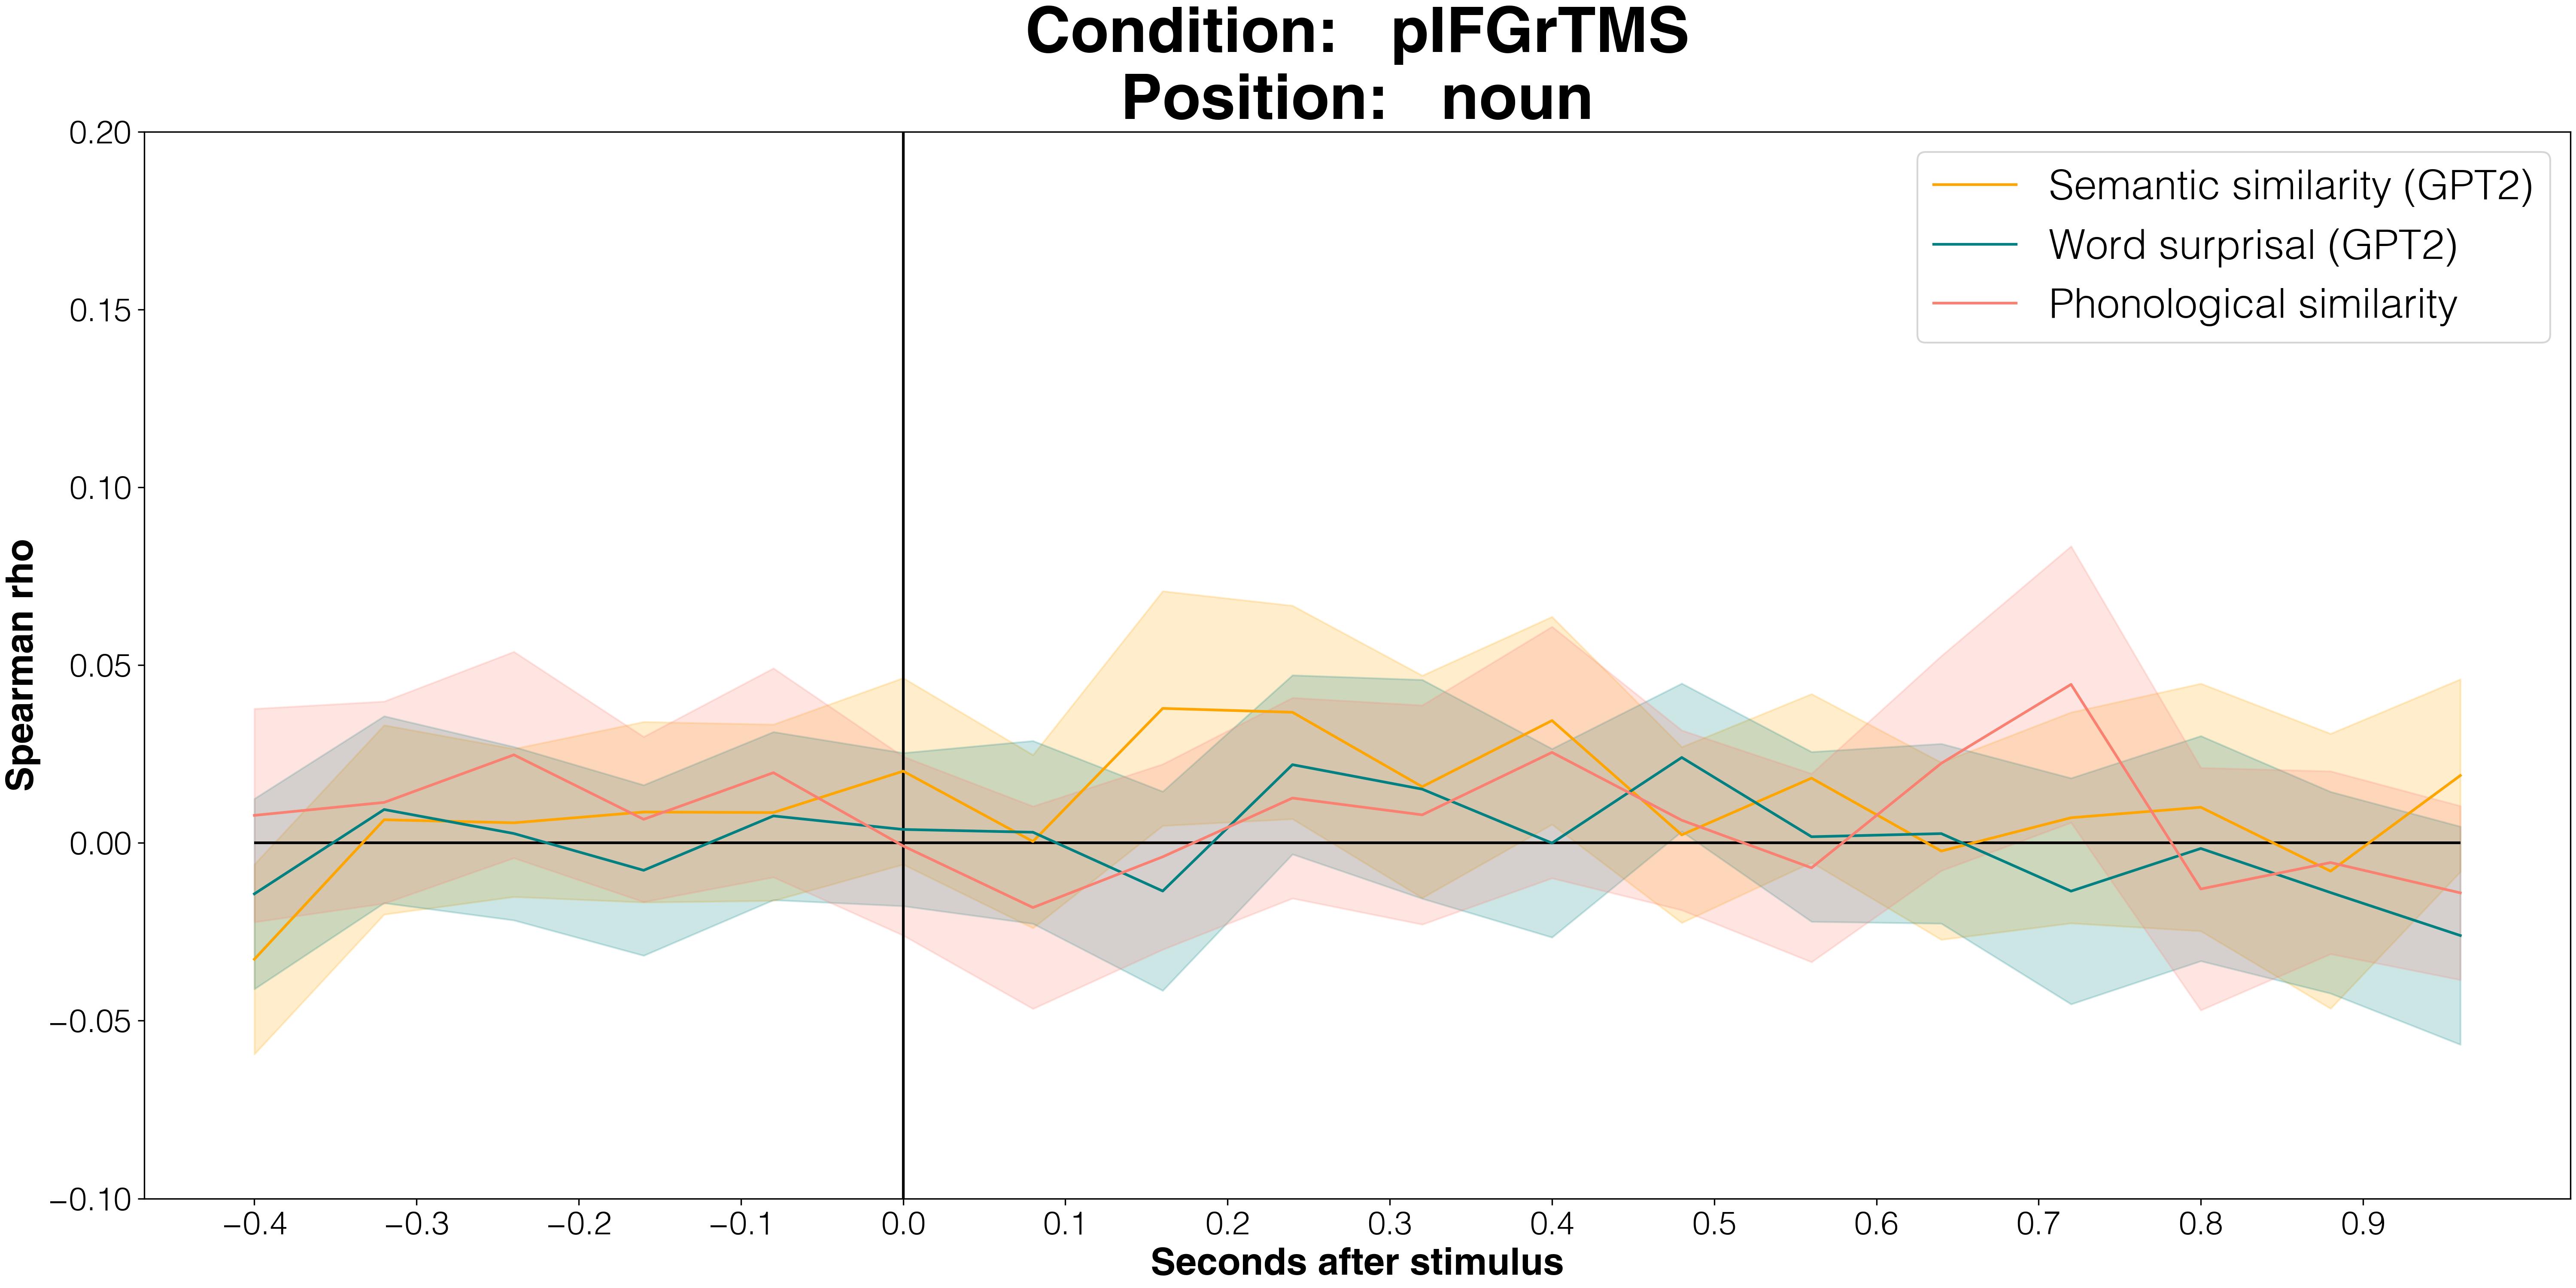 Condition:   pIFGrTMS
Position:   noun
0.20
0.15
0.10
0.05
0.00
−0.05
−0.10
Spearman rho
Semantic similarity (GPT2)
Word surprisal (GPT2)
Phonological similarity
−0.4 −0.3 −0.2 −0.1 0.0 0.1 0.2 0.3 0.4 0.5 0.6 0.7 0.8 0.9
Seconds after stimulus